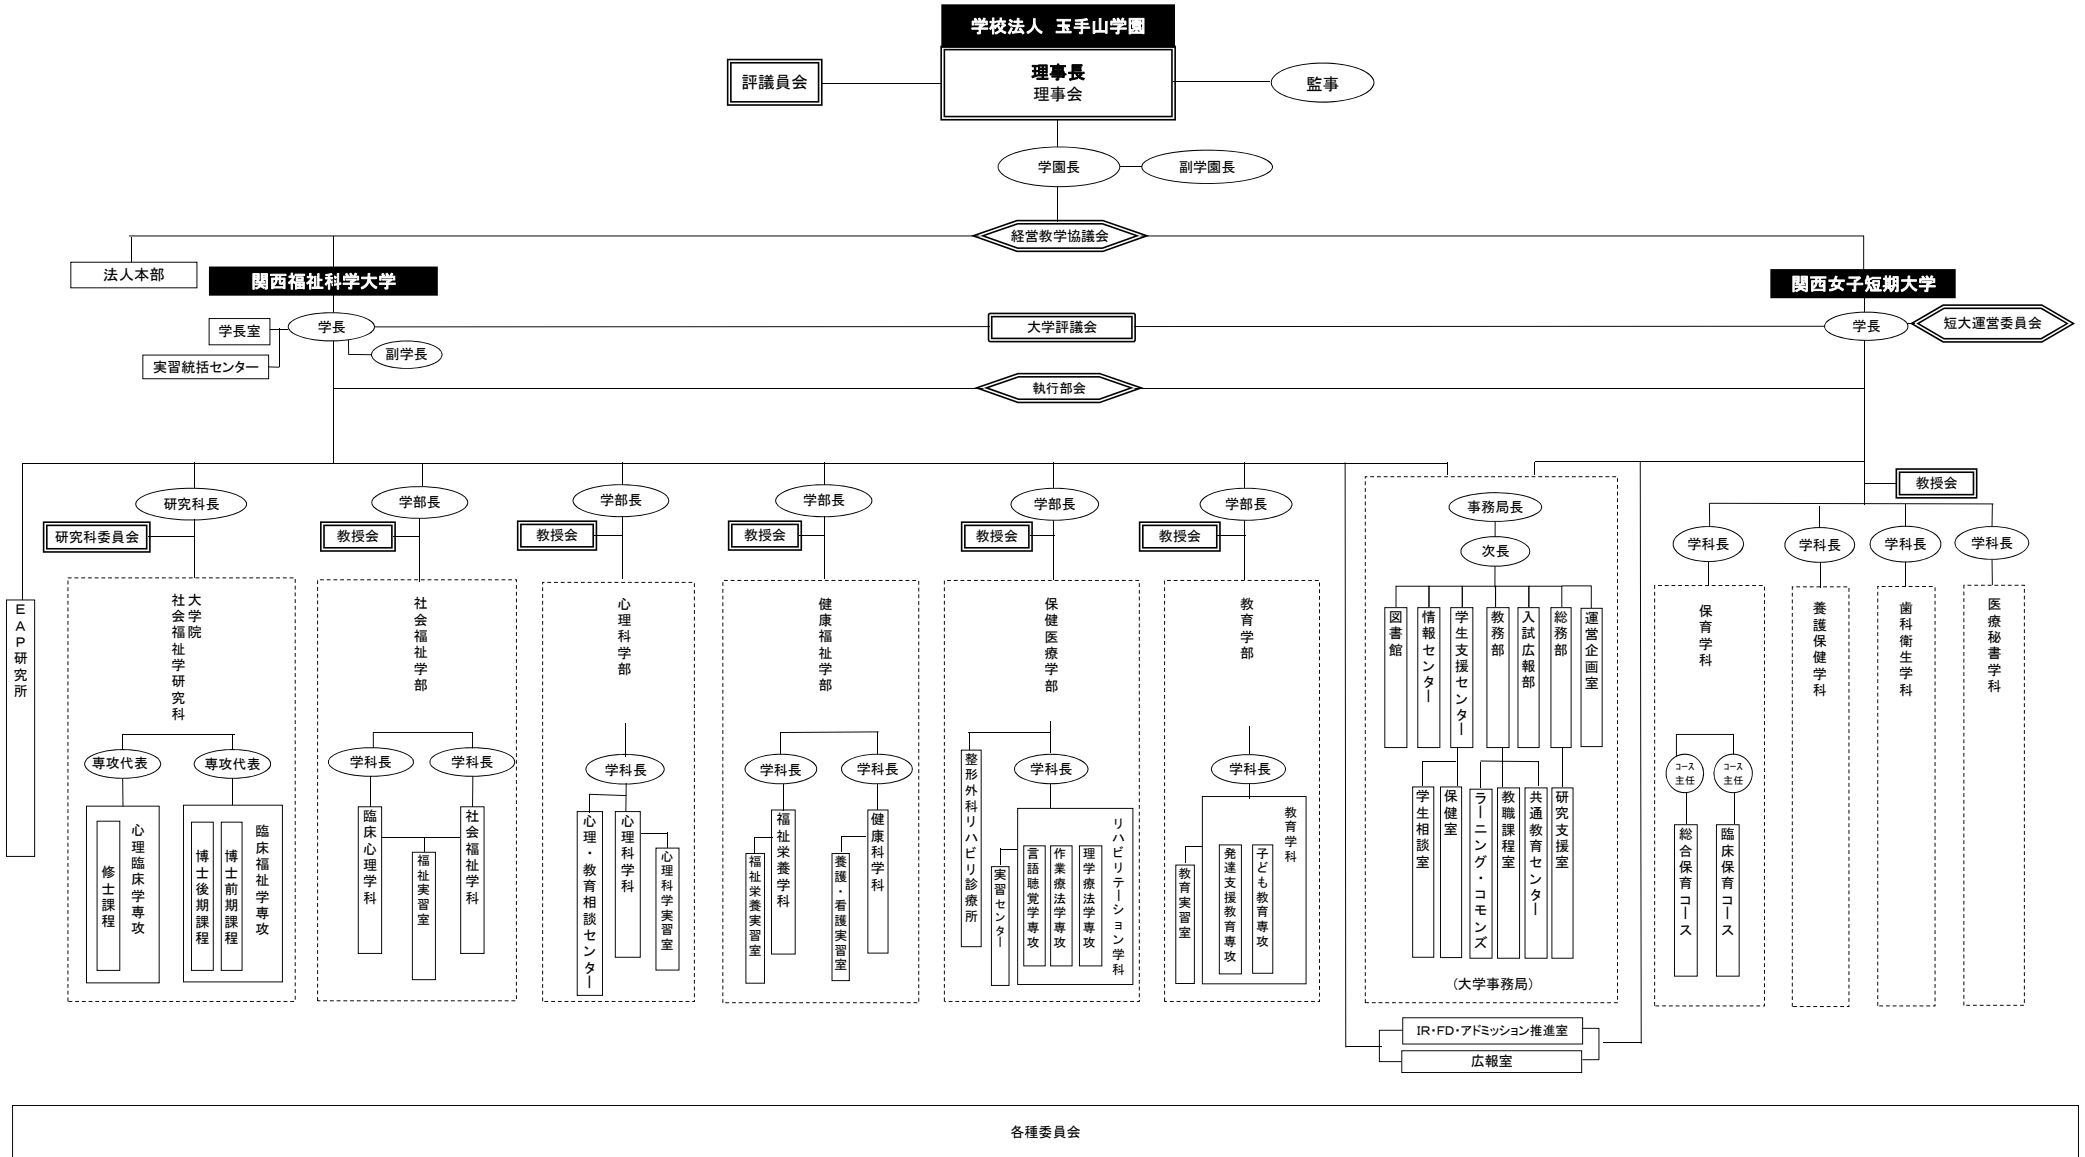 学校法人 玉手山学園
理事長
理事会
評議員会
監事
学園長
副学園長
経営教学協議会
法人本部
関西福祉科学大学
関西女子短期大学
学長室
学長
大学評議会
学長
短大運営委員会
副学長
実習統括センター
執行部会
教授会
研究科長
学部長
学部長
学部長
学部長
学部長
事務局長
研究科委員会
教授会
教授会
教授会
教授会
教授会
次長
学科長
学科長
学科長
学科長
EAP研究所
大学院
社会福祉学研究科
社会福祉学部
心理科学部
健康福祉学部
保健医療学部
教育学部
図書館
情報センター
学生支援センター
教務部
入試広報部
総務部
運営企画室
保育学科
養護保健学科
歯科衛生学科
医療秘書学科
専攻代表
専攻代表
学科長
学科長
学科長
学科長
学科長
学科長
学科長
コース
主任
コース
主任
心理臨床学専攻
修士課程
臨床福祉学専攻
博士前期課程
博士後期課程
臨床心理学科
福祉実習室
社会福祉学科
心理・教育相談センター
心理科学科
心理科学実習室
福祉栄養実習室
福祉栄養学科
養護・看護実習室
健康科学科
整形外科リハビリ診療所
実習センター
リハビリテーション学科
言語聴覚学専攻
作業療法学専攻
理学療法学専攻
教育学科
教育実習室
発達支援教育専攻
子ども教育専攻
学生相談室
保健室
ラーニング・コモンズ
教職課程室
共通教育センター
研究支援室
総合保育コース
臨床保育コース
(大学事務局)
IR・FD・アドミッション推進室
広報室
各種委員会